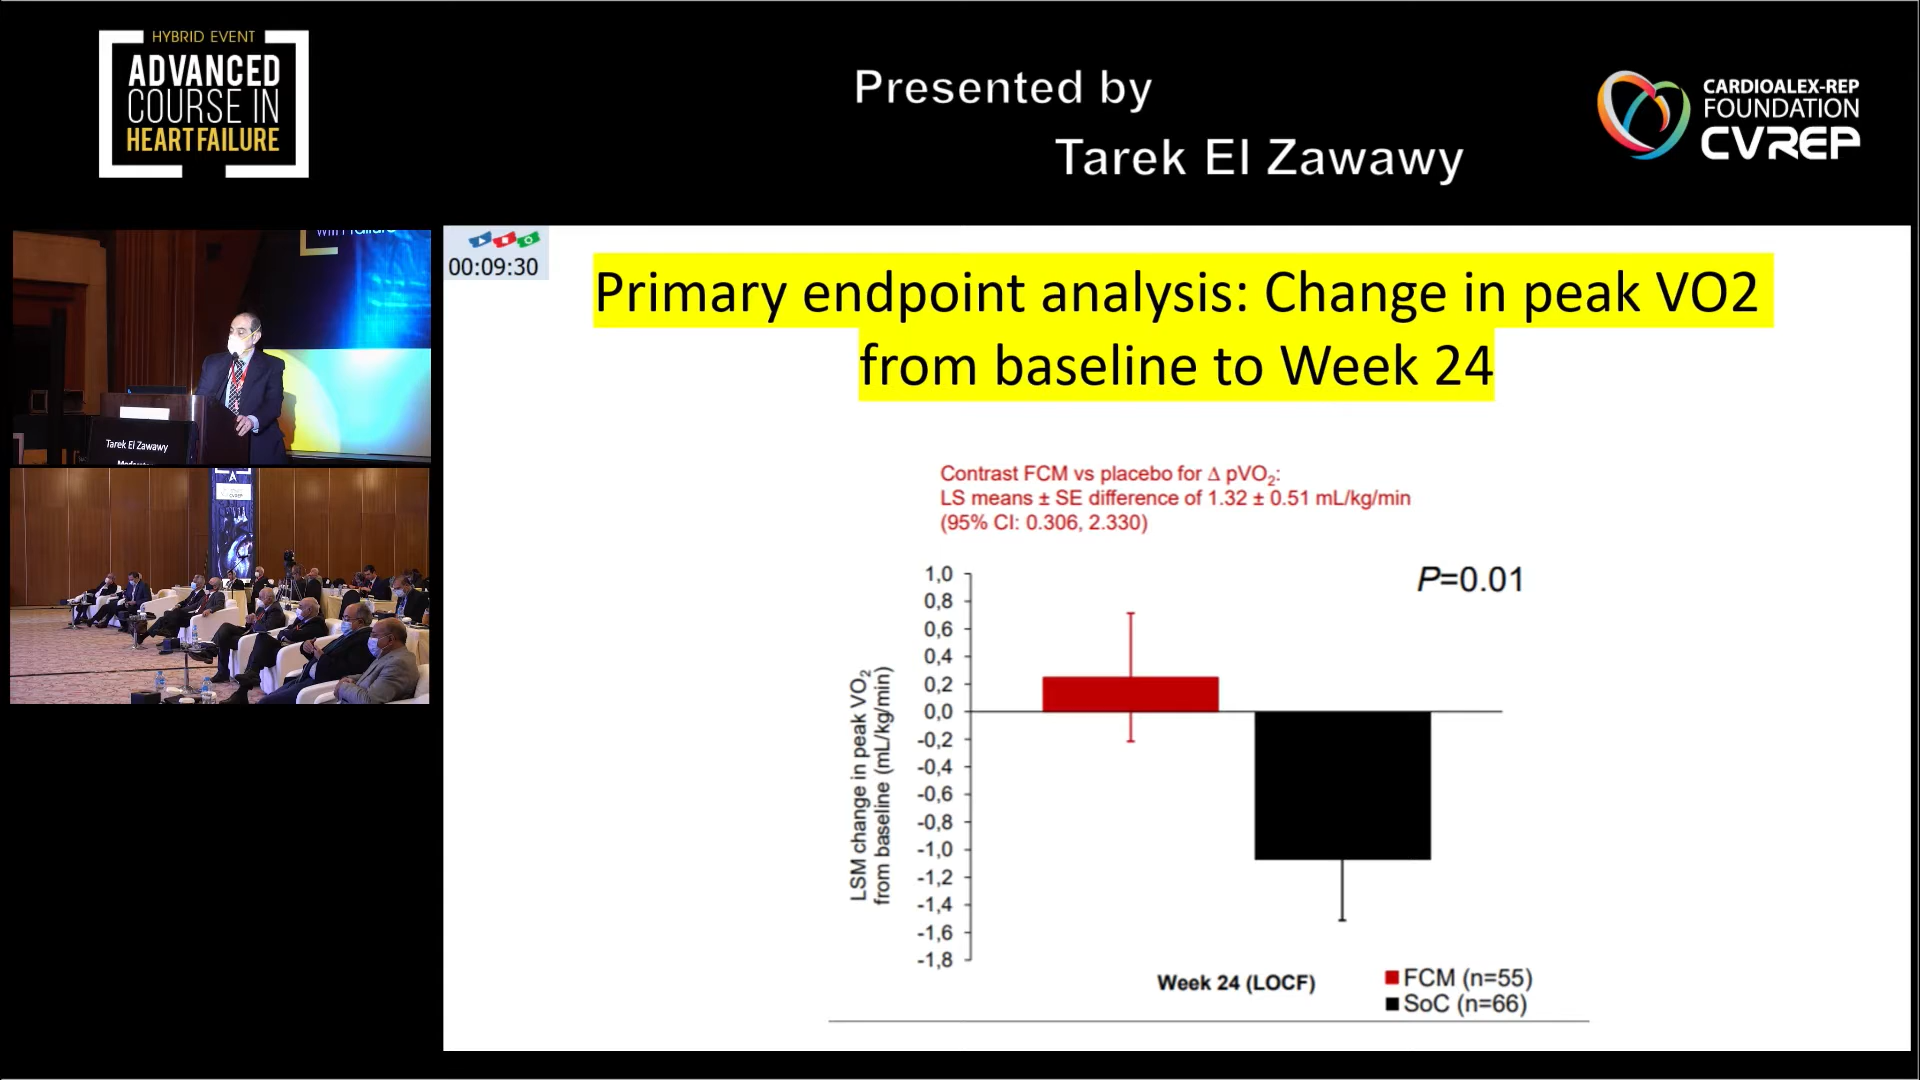 HYBRID EVENT
ADVANCED
COURSE IN
HEART FAILURE
Presented by
Tarek El Zawawy
CARDIOALEX-REP
FOUNDATION
CVREP
00:09:30
Primary endpoint analysis: Change in peak VO2
from baseline to Week 24
Contrast FCM vs placebo for Δ pVO₂:
LS means ± SE difference of 1.32 ± 0.51 mL/kg/min
(95% CI: 0.306, 2.330)
P=0.01
1,0
0,8
0,6
0,4
0,2
0,0
-0,2
-0,4
-0,6
-0,8
-1,0
-1,2
-1,4
-1,6
-1,8
LSM change in peak VO₂
from baseline (mL/kg/min)
Week 24 (LOCF)
FCM (n=55)
SoC (n=66)
Tarek El Zawawy
CVREP